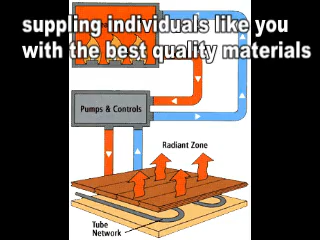 suppling individuals like you
with the best quality materials
Pumps & Controls
Radiant Zone
Tube
Network